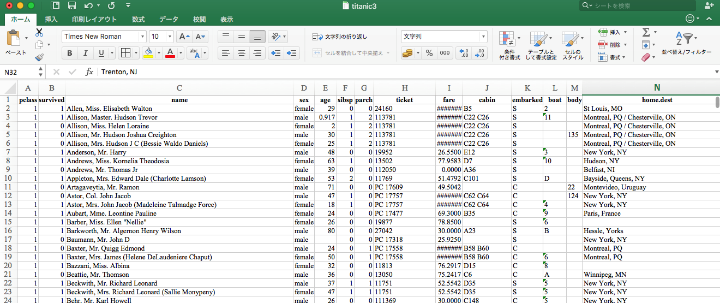 titanic3
シートを検索
ホーム 挿入 印刷レイアウト 数式 データ 校閲 表示
ペースト
Times New Roman 10
B I U
文字列の折り返し
セルを結合して中央揃え
文字列
% 000
条件付き書式
テーブルとして書式設定
セルのスタイル
挿入
削除
書式
並べ替え/フィルター
N32 fx Trenton, NJ
A B C D E F G H I J K L M N
1 pclass survived name sex age sibsp parch ticket fare cabin embarked boat body home.dest
2 1 1 Allen, Miss. Elisabeth Walton female 29 0 0 24160 ####### B5 S 2 St Louis, MO
3 1 1 Allison, Master. Hudson Trevor male 0.917 1 2 113781 ####### C22 C26 S 11 Montreal, PQ / Chesterville, ON
4 1 0 Allison, Miss. Helen Loraine female 2 1 2 113781 ####### C22 C26 S Montreal, PQ / Chesterville, ON
5 1 0 Allison, Mr. Hudson Joshua Creighton male 30 1 2 113781 ####### C22 C26 S 135 Montreal, PQ / Chesterville, ON
6 1 0 Allison, Mrs. Hudson J C (Bessie Waldo Daniels) female 25 1 2 113781 ####### C22 C26 S Montreal, PQ / Chesterville, ON
7 1 1 Anderson, Mr. Harry male 48 0 0 19952 26.5500 E12 S 3 New York, NY
8 1 1 Andrews, Miss. Kornelia Theodosia female 63 1 0 13502 77.9583 D7 S 10 Hudson, NY
9 1 0 Andrews, Mr. Thomas Jr male 39 0 0 112050 0.0000 A36 S Belfast, NI
10 1 1 Appleton, Mrs. Edward Dale (Charlotte Lamson) female 53 2 0 11769 51.4792 C101 S D Bayside, Queens, NY
11 1 0 Artagaveytia, Mr. Ramon male 71 0 0 PC 17609 49.5042 C 22 Montevideo, Uruguay
12 1 0 Astor, Col. John Jacob male 47 1 0 PC 17757 ####### C62 C64 C 124 New York, NY
13 1 1 Astor, Mrs. John Jacob (Madeleine Talmadge Force) female 18 1 0 PC 17757 ####### C62 C64 C 4 New York, NY
14 1 1 Aubart, Mme. Leontine Pauline female 24 0 0 PC 17477 69.3000 B35 C 9 Paris, France
15 1 1 Barber, Miss. Ellen "Nellie" female 26 0 0 19877 78.8500 S 6
16 1 1 Barkworth, Mr. Algernon Henry Wilson male 80 0 0 27042 30.0000 A23 S B Hessle, Yorks
17 1 0 Baumann, Mr. John D male 0 0 PC 17318 25.9250 S New York, NY
18 1 0 Baxter, Mr. Quigg Edmond male 24 0 1 PC 17558 ####### B58 B60 C Montreal, PQ
19 1 1 Baxter, Mrs. James (Helene DeLaudeniere Chaput) female 50 0 1 PC 17558 ####### B58 B60 C 6 Montreal, PQ
20 1 1 Bazzani, Miss. Albina female 32 0 0 11813 76.2917 D15 C 8
21 1 0 Beattie, Mr. Thomson male 36 0 0 13050 75.2417 C6 C A Winnipeg, MN
22 1 1 Beckwith, Mr. Richard Leonard male 37 1 1 11751 52.5542 D35 S 5 New York, NY
23 1 1 Beckwith, Mrs. Richard Leonard (Sallie Monypeny) female 47 1 1 11751 52.5542 D35 S 5 New York, NY
24 1 1 Behr, Mr. Karl Howell male 26 0 0 111369 30.0000 C148 C 5 New York, NY